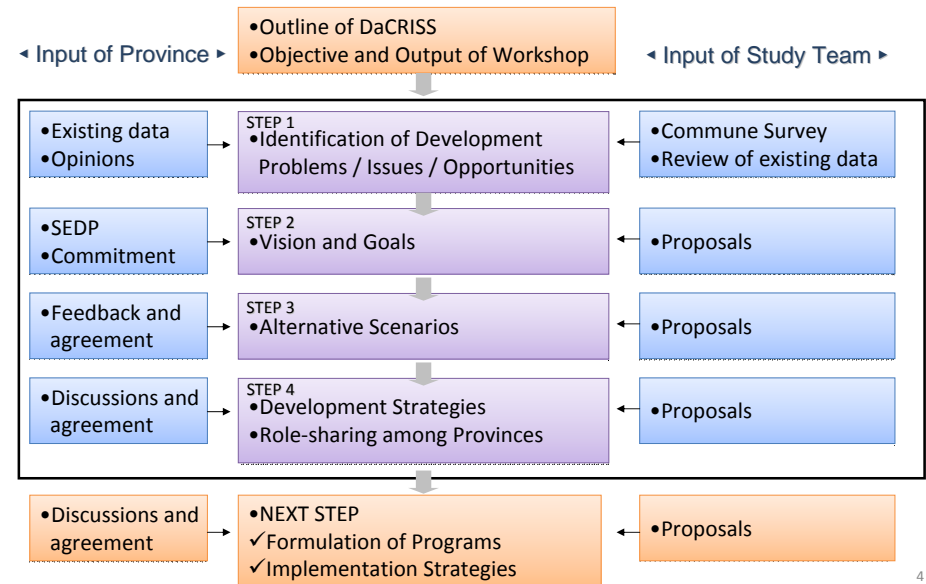 •Outline of DaCRISS
•Objective and Output of Workshop
◄ Input of Province ►
◄ Input of Study Team ►
•Existing data
•Opinions
STEP 1
•Identification of Development
Problems / Issues / Opportunities
•Commune Survey
•Review of existing data
•SEDP
•Commitment
STEP 2
•Vision and Goals
•Proposals
•Feedback and
agreement
STEP 3
•Alternative Scenarios
•Proposals
•Discussions and
agreement
STEP 4
•Development Strategies
•Role-sharing among Provinces
•Proposals
•Discussions and
agreement
•NEXT STEP
✓Formulation of Programs
✓Implementation Strategies
•Proposals
4